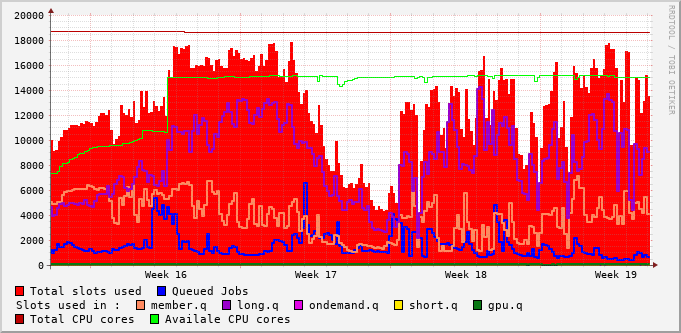 20000
18000
16000
14000
12000
10000
8000
6000
4000
2000
0
Week 16 Week 17 Week 18 Week 19
RRDTOOL / TOBI OETIKER
Total slots used Queued Jobs
Slots used in : member.q long.q ondemand.q short.q gpu.q
Total CPU cores Availale CPU cores